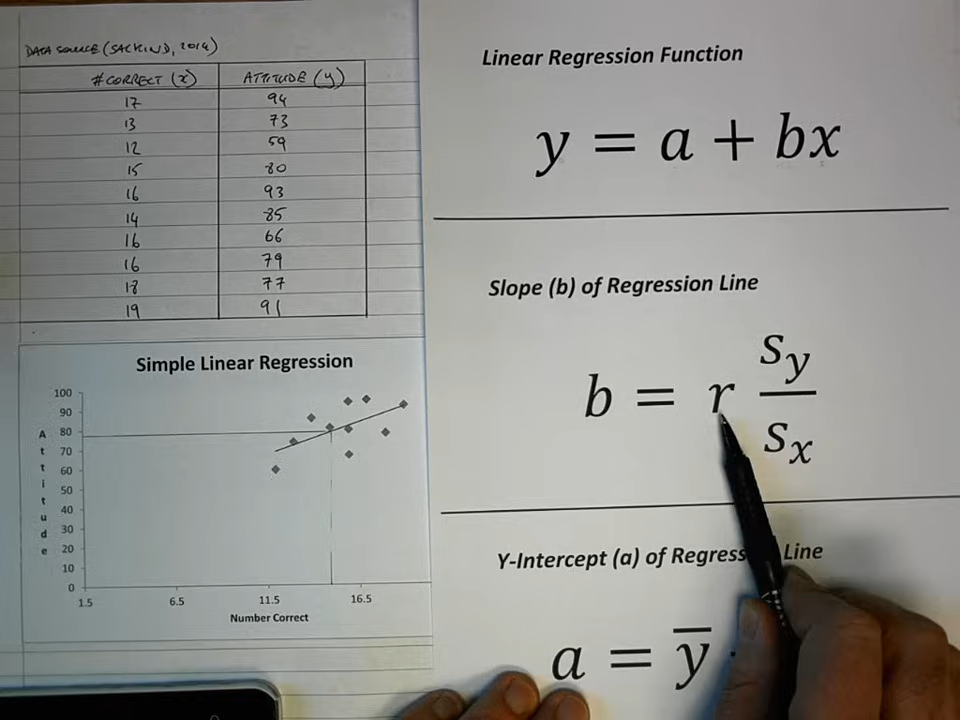 DATA SOURCE (SACKIND, 2014)
#CORRECT (x) ATTITUDE (y)
17 94
13 73
12 59
15 80
16 93
14 85
16 66
16 79
18 77
19 91
Simple Linear Regression
100
90
80
70
60
50
40
30
20
10
0
Attitude
1.5 6.5 11.5 16.5
Number Correct
Linear Regression Function
y = a + bx
Slope (b) of Regression Line
b = r sy
sx
Y-Intercept (a) of Regress Line
a = y̅